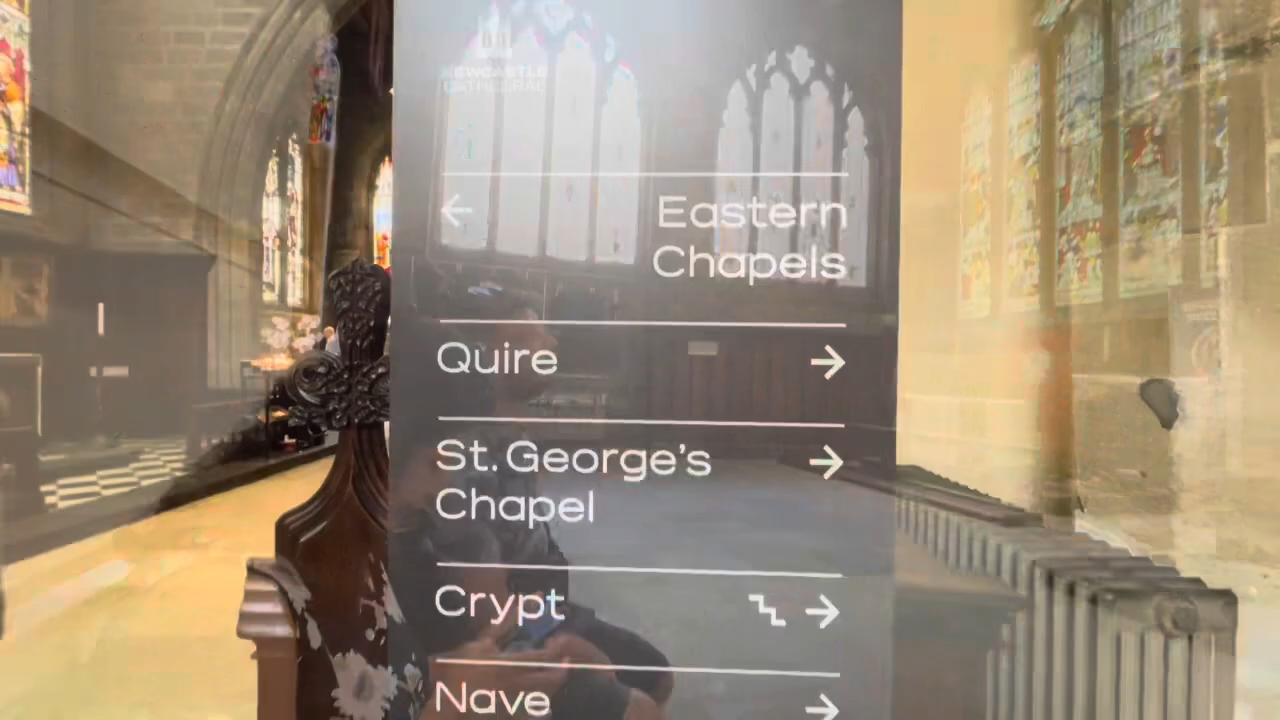 NEWCASTLE
CATHEDRAL
← Eastern
Chapels
Quire →
St. George's →
Chapel
Crypt →
Nave →